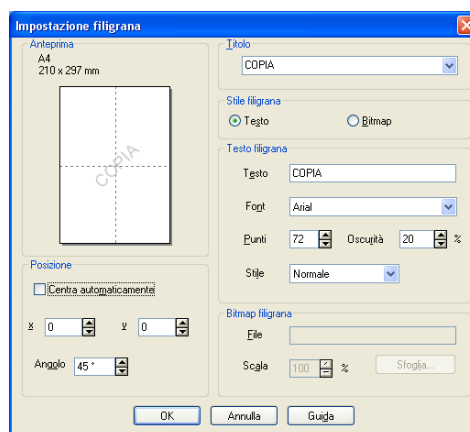 Impostazione filigrana
Anteprima
A4
210 x 297 mm
COPIA
Posizione
Centra automaticamente
x 0 y 0
Angolo 45 °
Titolo
COPIA
Stile filigrana
Testo Bitmap
Testo filigrana
Testo COPIA
Font Arial
Punti 72 Oscurità 20 %
Stile Normale
Bitmap filigrana
File
Scala 100 % Sfoglia...
OK Annulla Guida